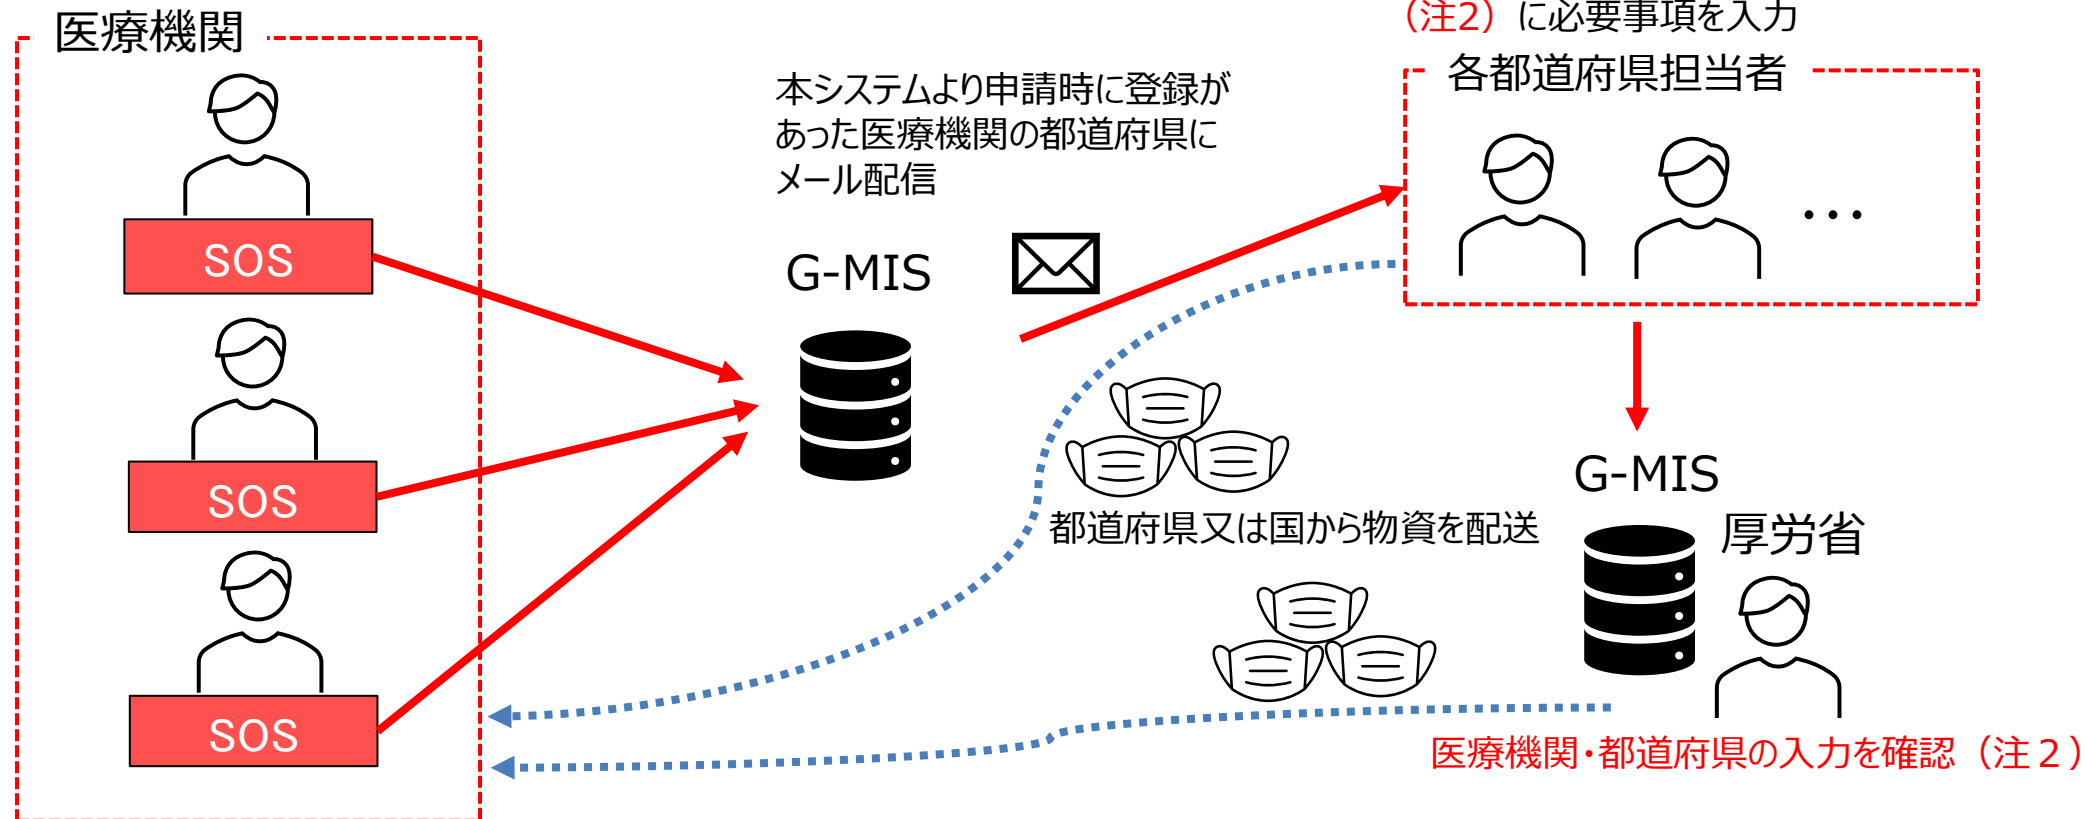 医療機関
（注2）に必要事項を入力
各都道府県担当者
本システムより申請時に登録が
あった医療機関の都道府県に
メール配信
…
SOS
G-MIS
SOS
G-MIS
都道府県又は国から物資を配送
厚労省
SOS
医療機関・都道府県の入力を確認（注２）